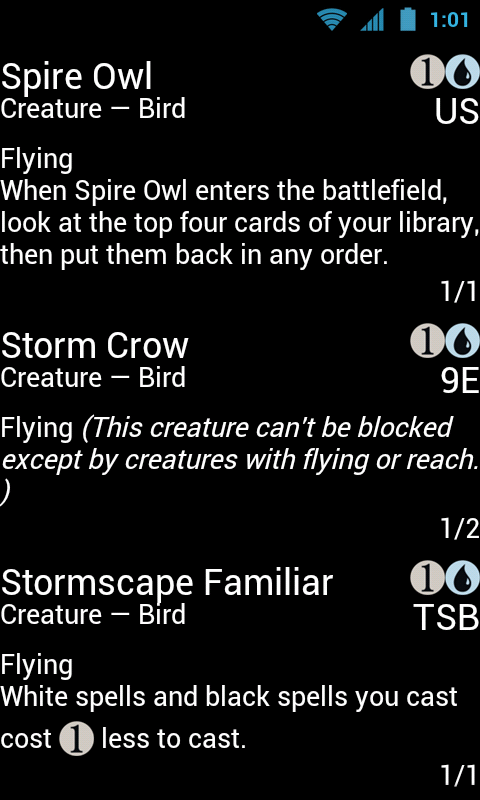 1:01
Spire Owl 1
Creature — Bird US
Flying
When Spire Owl enters the battlefield,
look at the top four cards of your library,
then put them back in any order.
1/1
Storm Crow 1
Creature — Bird 9E
Flying (This creature can't be blocked
except by creatures with flying or reach.
)
1/2
Stormscape Familiar 1
Creature — Bird TSB
Flying
White spells and black spells you cast
cost 1 less to cast.
1/1